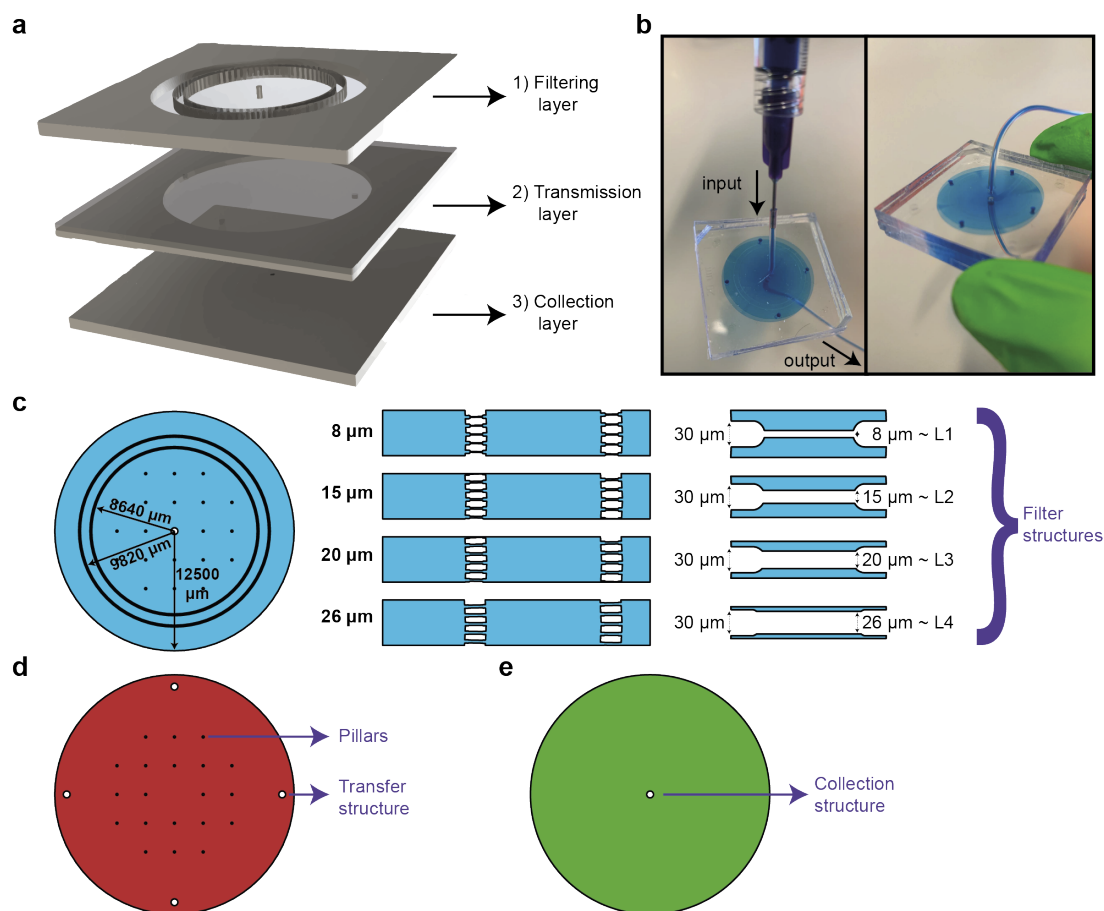 a
1) Filtering
layer
2) Transmission
layer
3) Collection
layer
b
input
output
c
8640 µm
9820 µm
12500
µm
8 µm
15 µm
20 µm
26 µm
30 µm
8 µm ~ L1
30 µm
15 µm ~ L2
30 µm
20 µm ~ L3
30 µm
26 µm ~ L4
Filter
structures
d
Pillars
Transfer
structure
e
Collection
structure